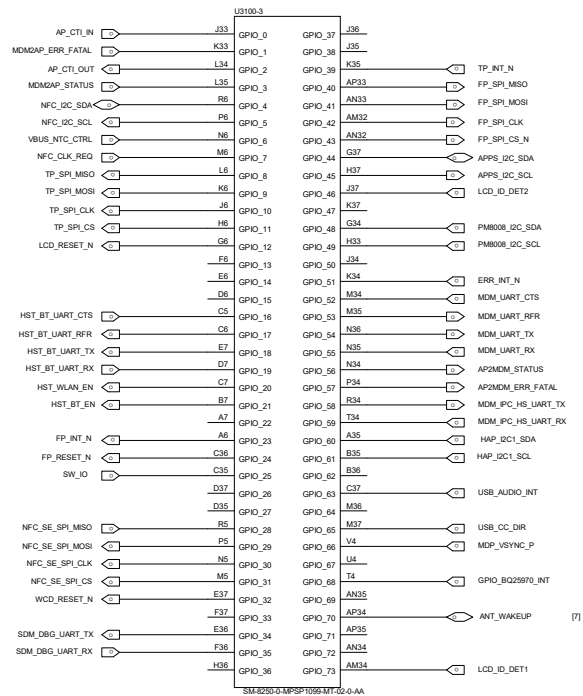 U3100-3
AP_CTI_IN J33 GPIO_0 GPIO_37 J36
MDM2AP_ERR_FATAL K33 GPIO_1 GPIO_38 J35
AP_CTI_OUT L34 GPIO_2 GPIO_39 K35 TP_INT_N
MDM2AP_STATUS L35 GPIO_3 GPIO_40 AP33 FP_SPI_MISO
NFC_I2C_SDA R6 GPIO_4 GPIO_41 AN33 FP_SPI_MOSI
NFC_I2C_SCL P6 GPIO_5 GPIO_42 AM32 FP_SPI_CLK
VBUS_NTC_CTRL N6 GPIO_6 GPIO_43 AN32 FP_SPI_CS_N
NFC_CLK_REQ M6 GPIO_7 GPIO_44 G37 APPS_I2C_SDA
TP_SPI_MISO L6 GPIO_8 GPIO_45 H37 APPS_I2C_SCL
TP_SPI_MOSI K6 GPIO_9 GPIO_46 J37 LCD_ID_DET2
TP_SPI_CLK J6 GPIO_10 GPIO_47 K37
TP_SPI_CS H6 GPIO_11 GPIO_48 G34 PM8008_I2C_SDA
LCD_RESET_N G6 GPIO_12 GPIO_49 H33 PM8008_I2C_SCL
F6 GPIO_13 GPIO_50 J34
E6 GPIO_14 GPIO_51 K34 ERR_INT_N
D6 GPIO_15 GPIO_52 M34 MDM_UART_CTS
HST_BT_UART_CTS C5 GPIO_16 GPIO_53 M35 MDM_UART_RFR
HST_BT_UART_RFR C6 GPIO_17 GPIO_54 N36 MDM_UART_TX
HST_BT_UART_TX E7 GPIO_18 GPIO_55 N35 MDM_UART_RX
HST_BT_UART_RX D7 GPIO_19 GPIO_56 N34 AP2MDM_STATUS
HST_WLAN_EN C7 GPIO_20 GPIO_57 P34 AP2MDM_ERR_FATAL
HST_BT_EN B7 GPIO_21 GPIO_58 R34 MDM_IPC_HS_UART_TX
A7 GPIO_22 GPIO_59 T34 MDM_IPC_HS_UART_RX
FP_INT_N A6 GPIO_23 GPIO_60 A35 HAP_I2C1_SDA
FP_RESET_N C36 GPIO_24 GPIO_61 B35 HAP_I2C1_SCL
SW_IO C35 GPIO_25 GPIO_62 B36
D37 GPIO_26 GPIO_63 C37 USB_AUDIO_INT
D35 GPIO_27 GPIO_64 M36
NFC_SE_SPI_MISO R5 GPIO_28 GPIO_65 M37 USB_CC_DIR
NFC_SE_SPI_MOSI P5 GPIO_29 GPIO_66 V4 MDP_VSYNC_P
NFC_SE_SPI_CLK N5 GPIO_30 GPIO_67 U4
NFC_SE_SPI_CS M5 GPIO_31 GPIO_68 T4 GPIO_BQ25970_INT
WCD_RESET_N E37 GPIO_32 GPIO_69 AN35
F37 GPIO_33 GPIO_70 AP34 ANT_WAKEUP [7]
SDM_DBG_UART_TX E36 GPIO_34 GPIO_71 AP35
SDM_DBG_UART_RX F36 GPIO_35 GPIO_72 AN34
H36 GPIO_36 GPIO_73 AM34 LCD_ID_DET1
SM-8250-0-MPSP1099-MT-02-0-AA